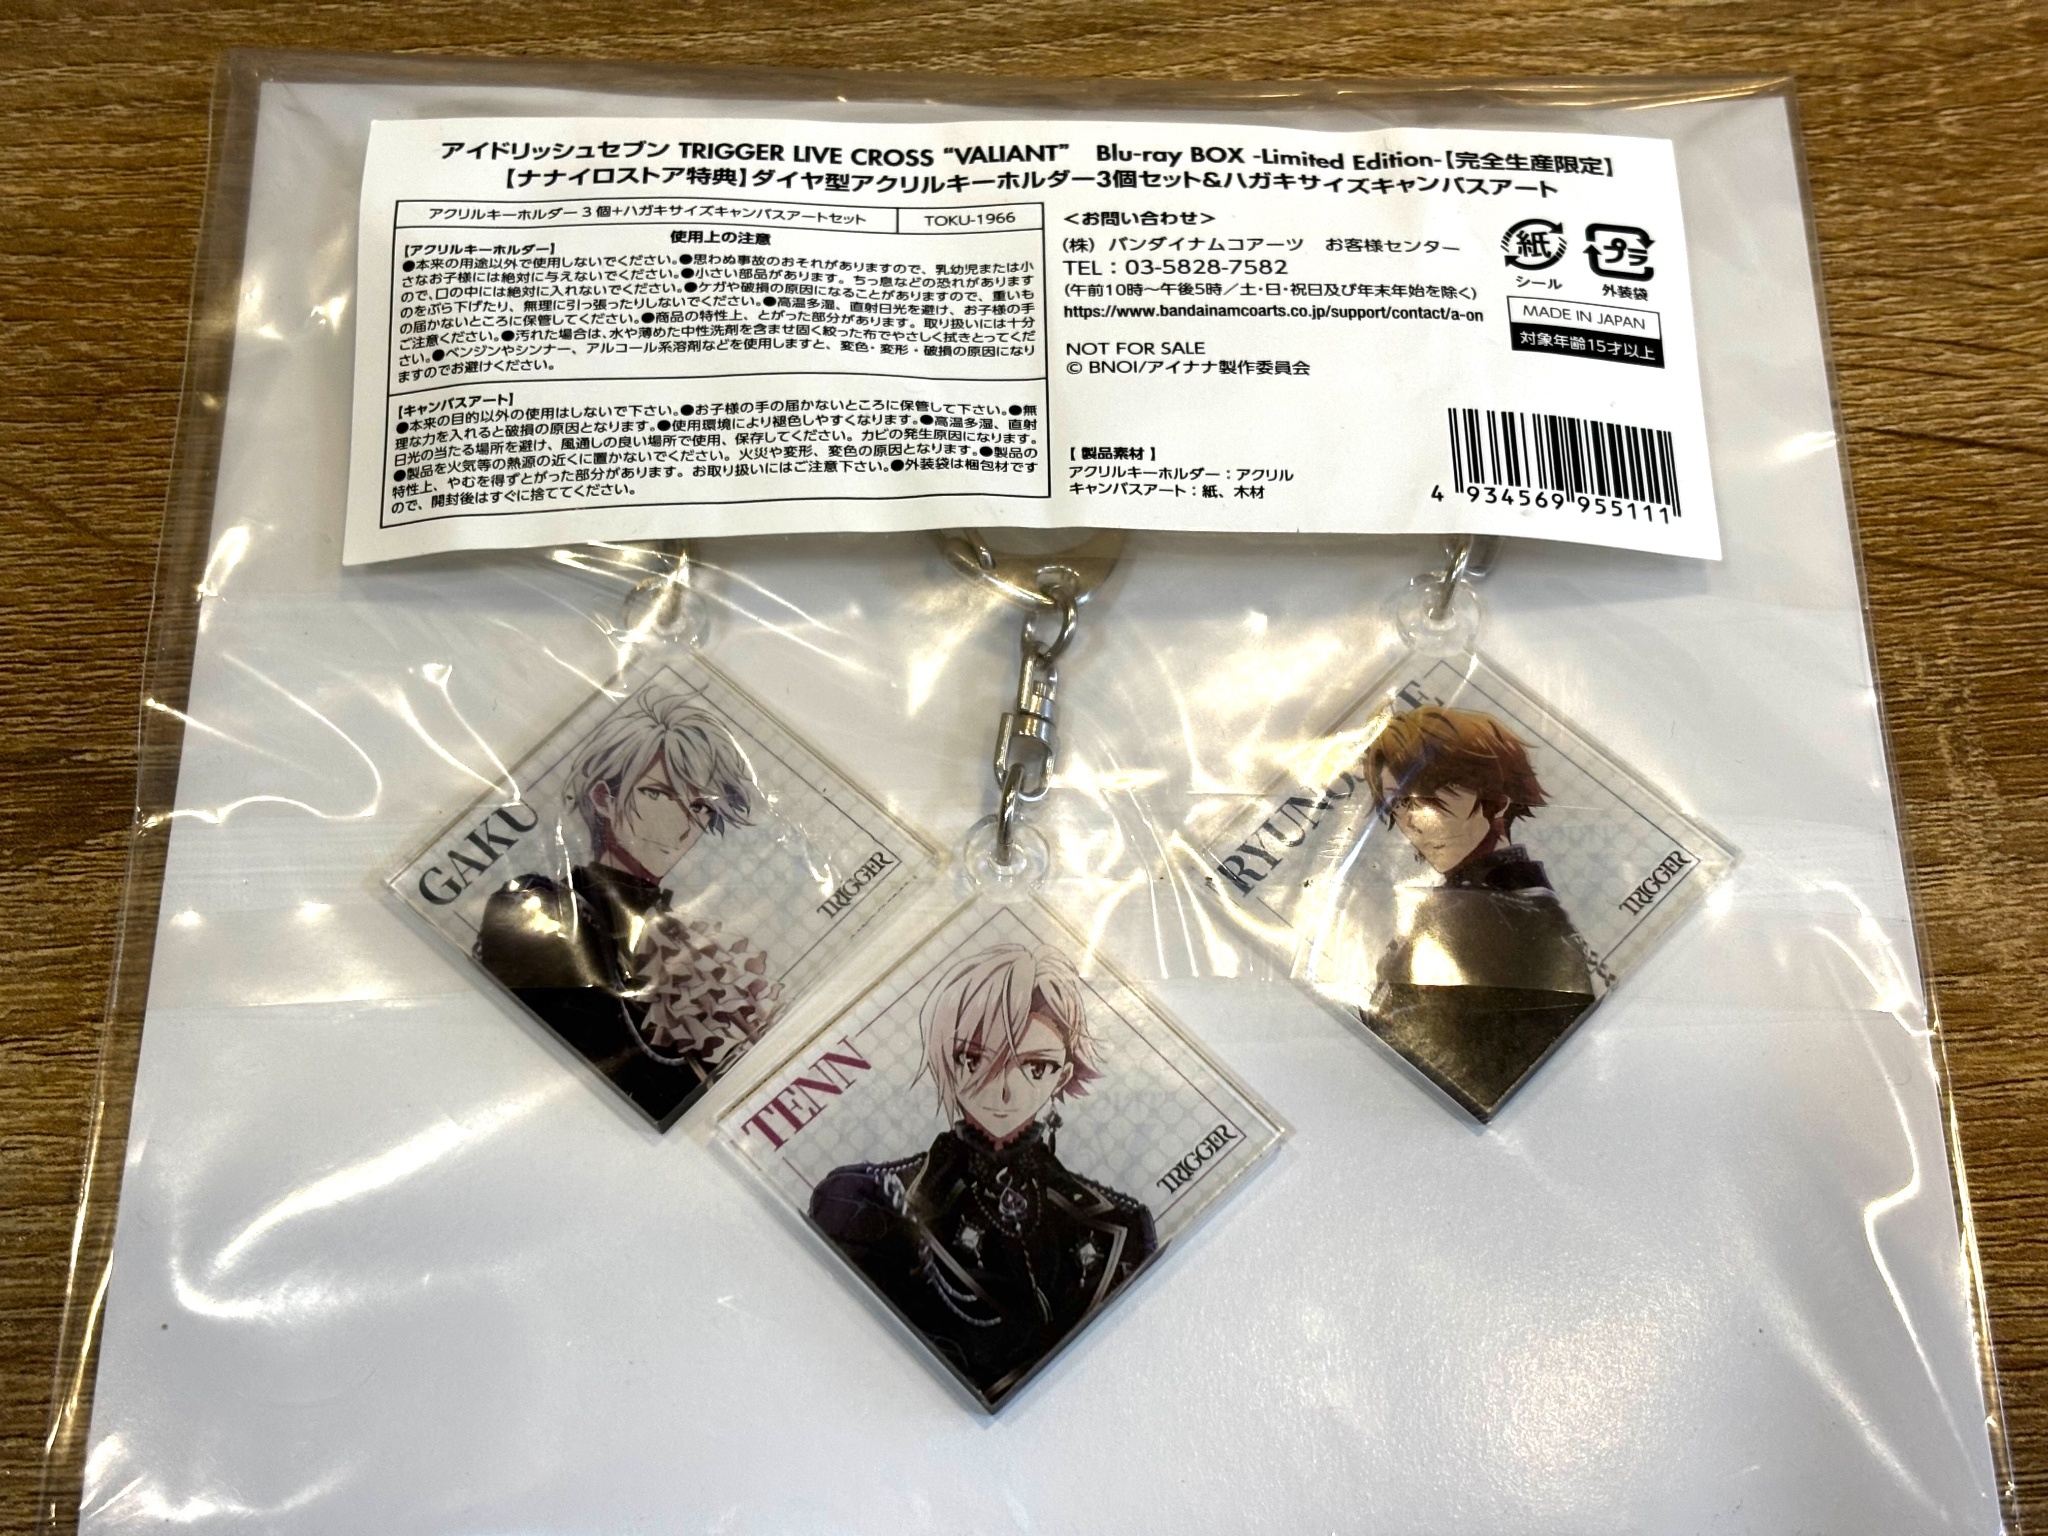 アイドリッシュセブン TRIGGER LIVE CROSS “VALIANT” Blu-ray BOX -Limited Edition-【完全生産限定】
【ナナイロストア特典】ダイヤ型アクリルキーホルダー3個セット&ハガキサイズキャンバスアート
アクリルキーホルダー3個+ハガキサイズキャンバスアートセット TOKU-1966
使用上の注意
【アクリルキーホルダー】
●本来の用途以外で使用しないでください。●思わぬ事故のおそれがありますので、乳幼児または小
さなお子様には絶対に与えないでください。●小さい部品があります。ちっ息などの恐れがあります
ので、口の中には絶対に入れないでください。●ケガや破損の原因になることがありますので、重いも
のをぶら下げたり、無理に引っ張ったりしないでください。●高温多湿、直射日光を避け、お子様の手
の届かないところに保管してください。●商品の特性上、とがった部分があります。取り扱いには十分
ご注意ください。●汚れた場合は、水や薄めた中性洗剤を含ませ固く絞った布でやさしく拭きとってくだ
さい。●ベンジンやシンナー、アルコール系溶剤などを使用しますと、変色・変形・破損の原因になり
ますのでお避けください。
【キャンバスアート】
●本来の目的以外の使用はしないで下さい。●お子様の手の届かないところに保管して下さい。●無
理な力を入れると破損の原因となります。●使用環境により褪色しやすくなります。●高温多湿、直射
日光の当たる場所を避け、風通しの良い場所で使用、保存してください。カビの発生原因になります。
●製品を火気等の熱源の近くに置かないでください。火災や変形、変色の原因となります。●製品の
特性上、やむを得ずとがった部分があります。お取り扱いにはご注意下さい。●外装袋は梱包材です
ので、開封後はすぐに捨ててください。
＜お問い合わせ＞
（株）バンダイナムコアーツ お客様センター
TEL：03-5828-7582
(午前10時〜午後5時／土・日・祝日及び年末年始を除く)
https://www.bandainamcoarts.co.jp/support/contact/a-on
NOT FOR SALE
© BNOI/アイナナ製作委員会
【製品素材】
アクリルキーホルダー：アクリル
キャンバスアート：紙、木材
紙
シール
プラ
外装袋
MADE IN JAPAN
対象年齢15才以上
4 934569 955111
GAKU
TRIGGER
TENN
TRIGGER
TRIGGER